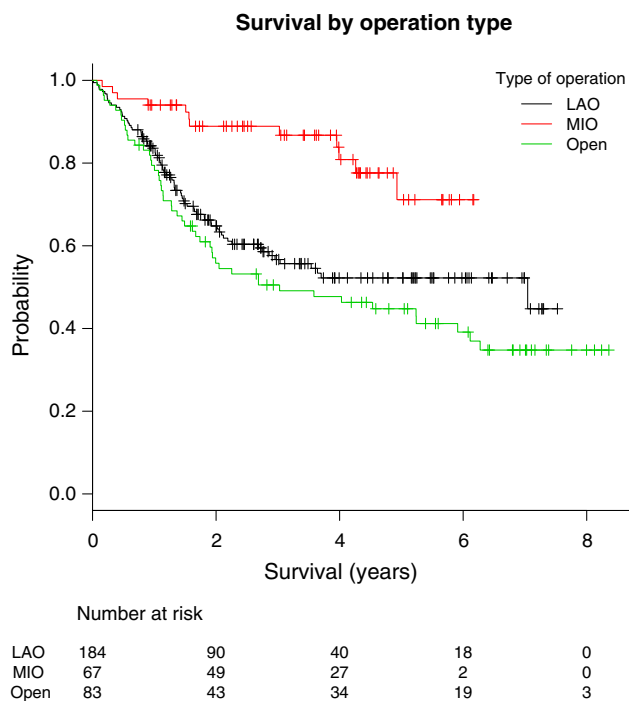 Survival by operation type
Type of operation
LAO
MIO
Open
1.0
0.8
0.6
0.4
0.2
0.0
Probability
0 2 4 6 8
Survival (years)
Number at risk
LAO 184 90 40 18 0
MIO 67 49 27 2 0
Open 83 43 34 19 3